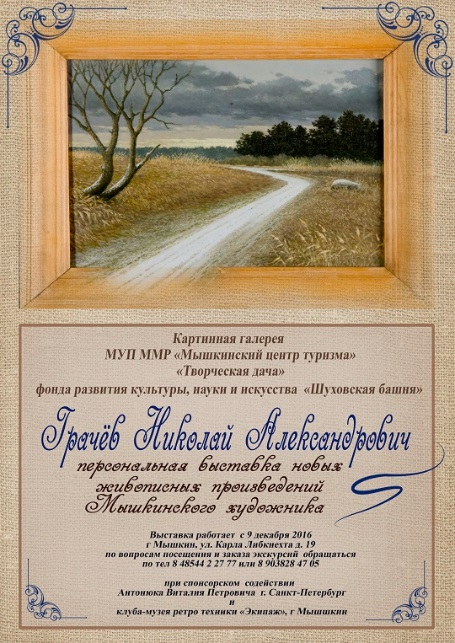 Картинная галерея
МУП ММР «Мышкинский центр туризма»
«Творческая дача»
фонда развития культуры, науки и искусства «Шуховская башня»
Грачёв Николай Александрович
персональная выставка новых
живописных произведений
Мышкинского художника
Выставка работает с 9 декабря 2016
г Мышкин, ул. Карла Либкнехта д. 19
по вопросам посещения и заказа экскурсий обращаться
по тел 8 48544 2 27 77 или 8 903828 47 05
при спонсорском содействии
Антонюка Виталия Петровича г. Санкт-Петербург
и
клуба-музея ретро техники «Экипаж», г Мышшкин